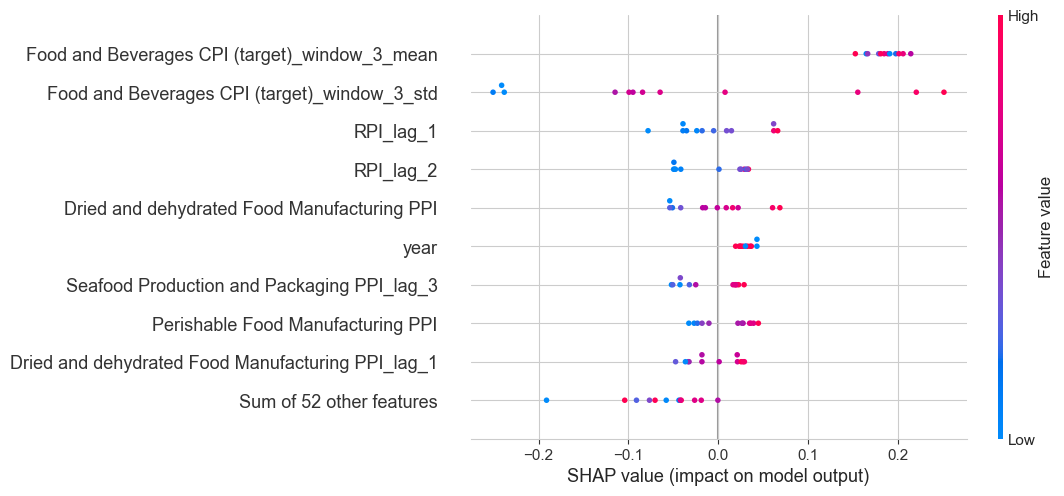 High
Food and Beverages CPI (target)_window_3_mean
Food and Beverages CPI (target)_window_3_std
RPI_lag_1
RPI_lag_2
Dried and dehydrated Food Manufacturing PPI
year
Seafood Production and Packaging PPI_lag_3
Perishable Food Manufacturing PPI
Dried and dehydrated Food Manufacturing PPI_lag_1
Sum of 52 other features
Feature value
Low
−0.2 −0.1 0.0 0.1 0.2
SHAP value (impact on model output)